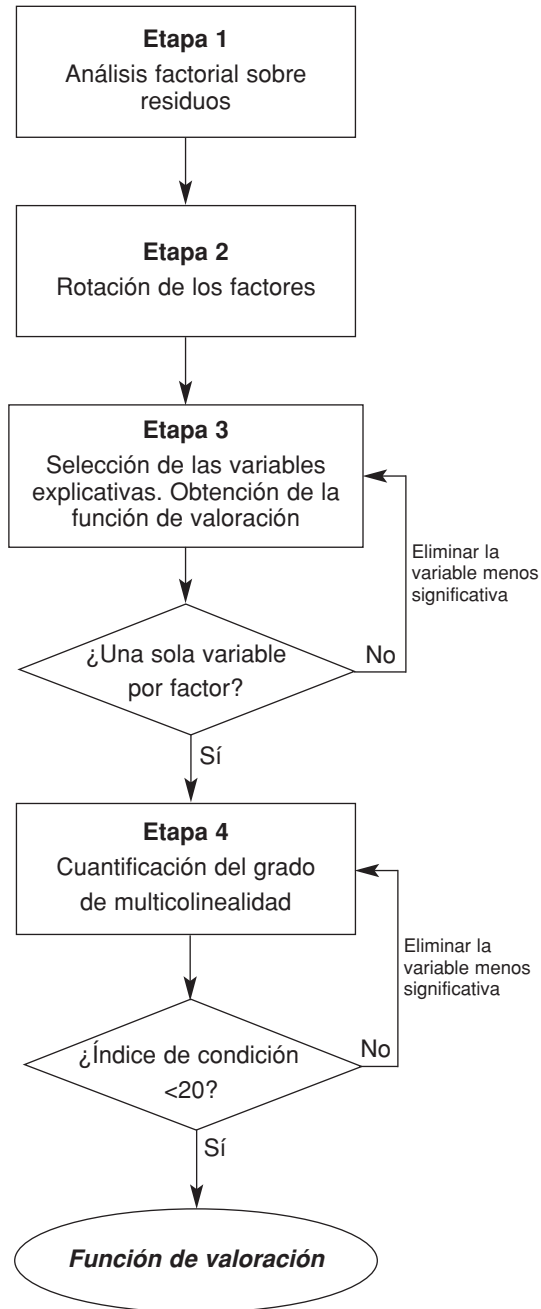 Etapa 1
Análisis factorial sobre
residuos
Etapa 2
Rotación de los factores
Etapa 3
Selección de las variables
explicativas. Obtención de la
función de valoración
Eliminar la
variable menos
significativa
¿Una sola variable
por factor?
No
Sí
Etapa 4
Cuantificación del grado
de multicolinealidad
Eliminar la
variable menos
significativa
¿Índice de condición
<20?
No
Sí
Función de valoración